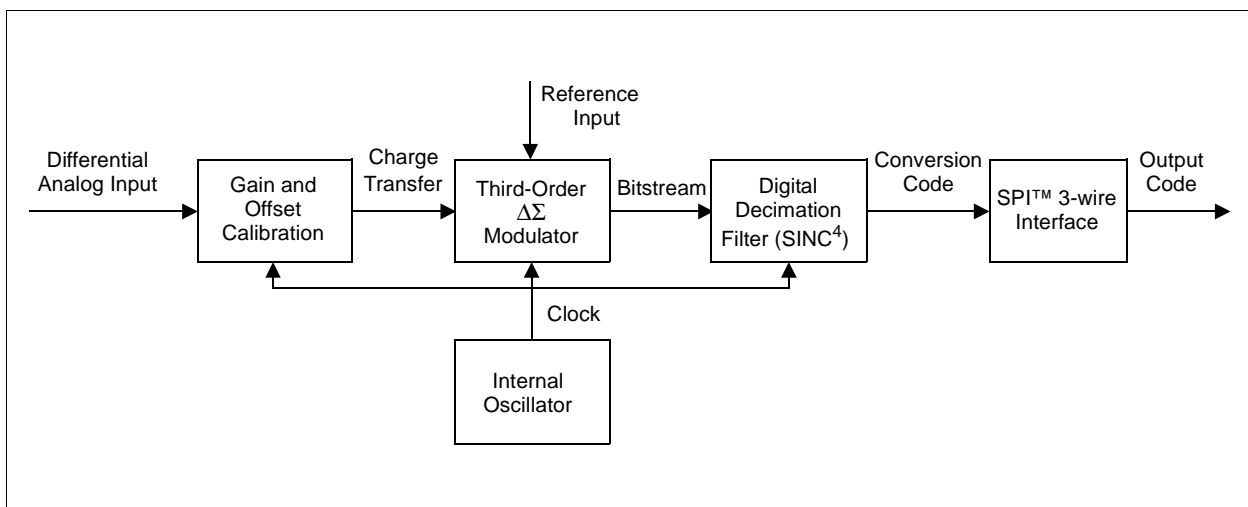 Reference
Input
Differential
Analog Input
Gain and
Offset
Calibration
Charge
Transfer
Third-Order
ΔΣ
Modulator
Bitstream
Digital
Decimation
Filter (SINC⁴)
Conversion
Code
SPI™ 3-wire
Interface
Output
Code
Clock
Internal
Oscillator